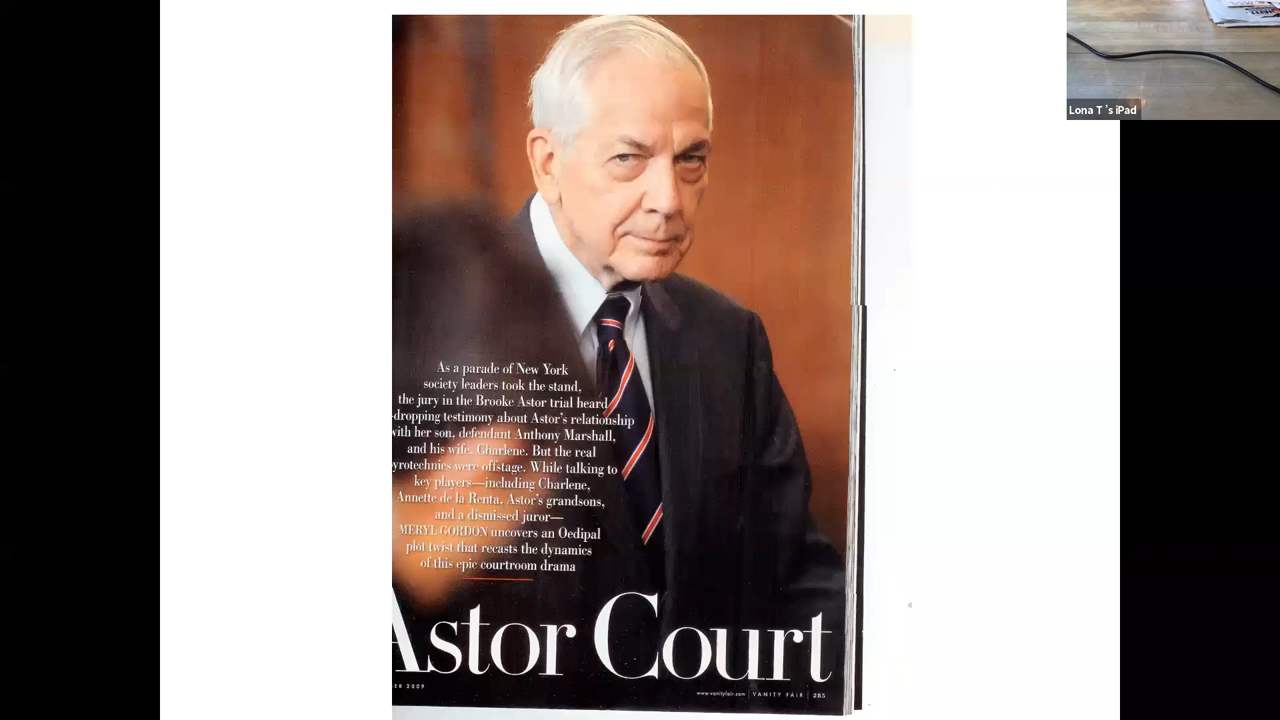 Lona T 's iPad
As a parade of New York
society leaders took the stand,
the jury in the Brooke Astor trial heard
-dropping testimony about Astor's relationship
with her son, defendant Anthony Marshall,
and his wife, Charlene. But the real
yrotechnics were offstage. While talking to
key players—including Charlene,
Annette de la Renta, Astor's grandsons,
and a dismissed juror—
MERYL GORDON uncovers an Oedipal
plot twist that recasts the dynamics
of this epic courtroom drama
Astor Court
BER 2009
www.vanityfair.com | VANITY FAIR | 285